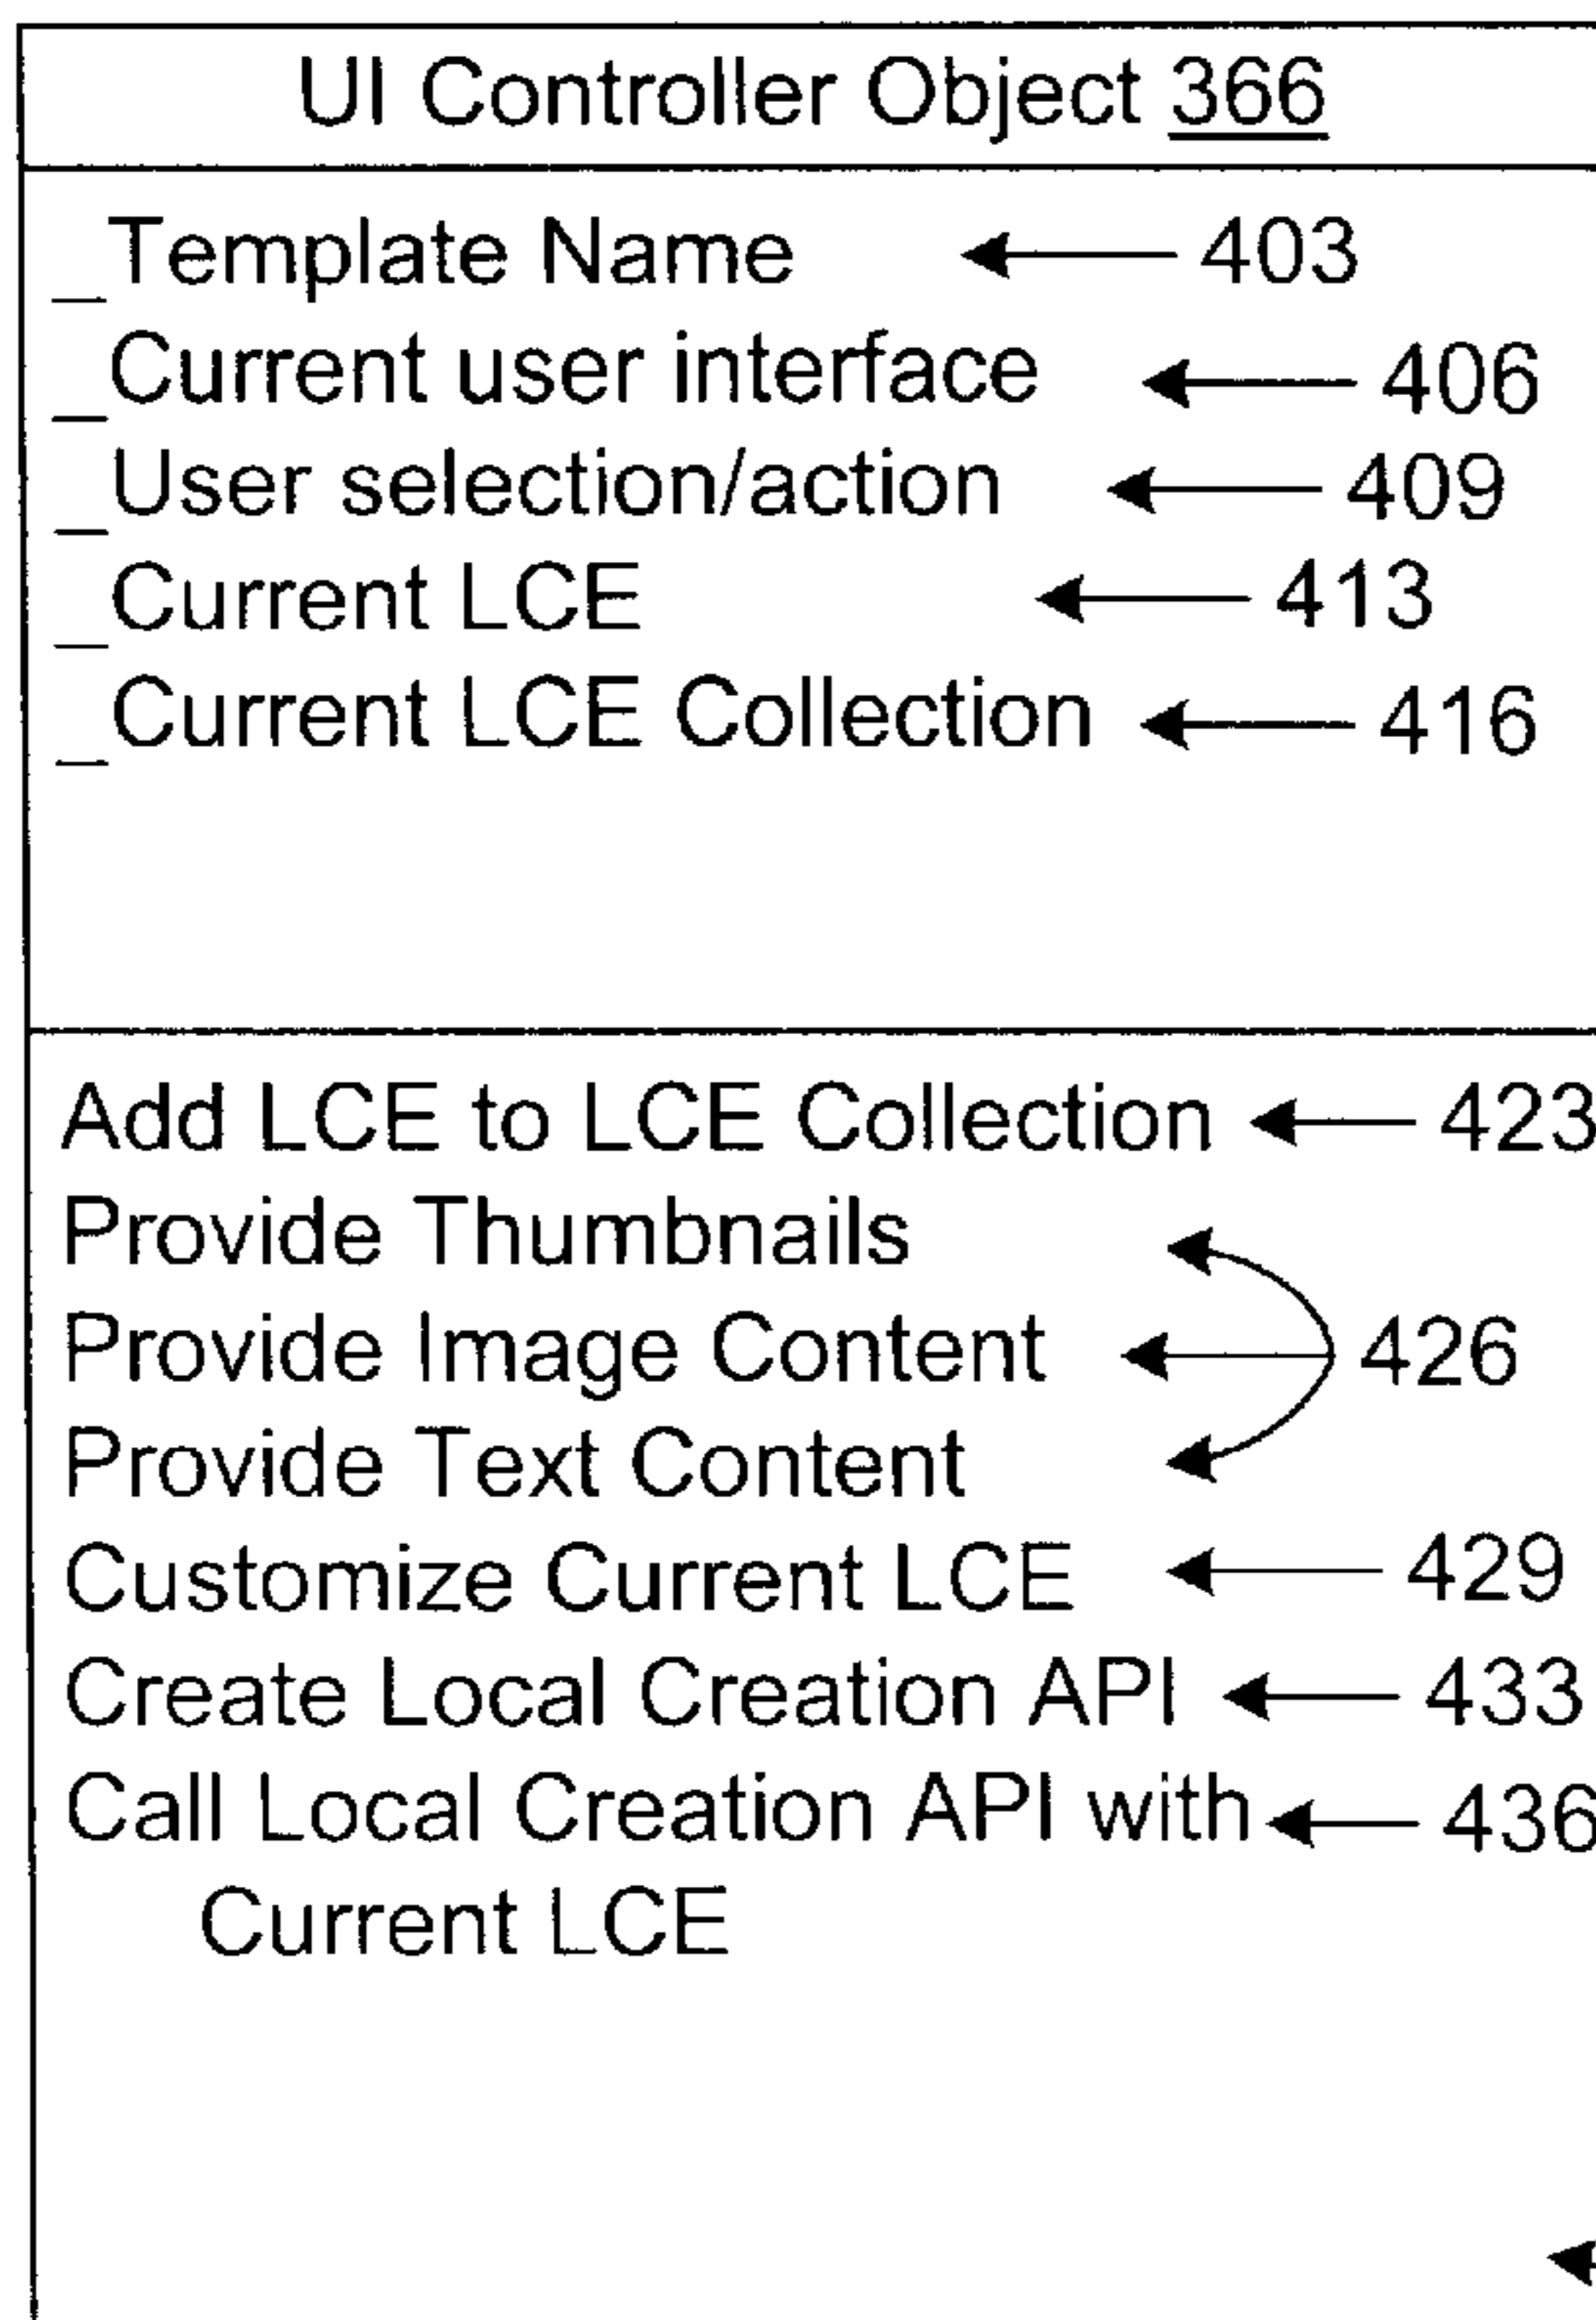 UI Controller Object 366
_Template Name 403
_Current user interface 406
_User selection/action 409
_Current LCE 413
_Current LCE Collection 416
Add LCE to LCE Collection 423
Provide Thumbnails
Provide Image Content 426
Provide Text Content
Customize Current LCE 429
Create Local Creation API 433
Call Local Creation API with 436
Current LCE